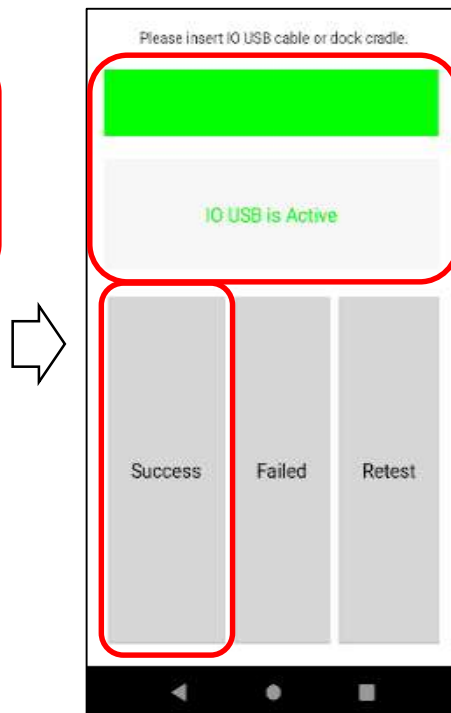 Please insert IO USB cable or dock cradle.
IO USB is Active
Success
Failed
Retest